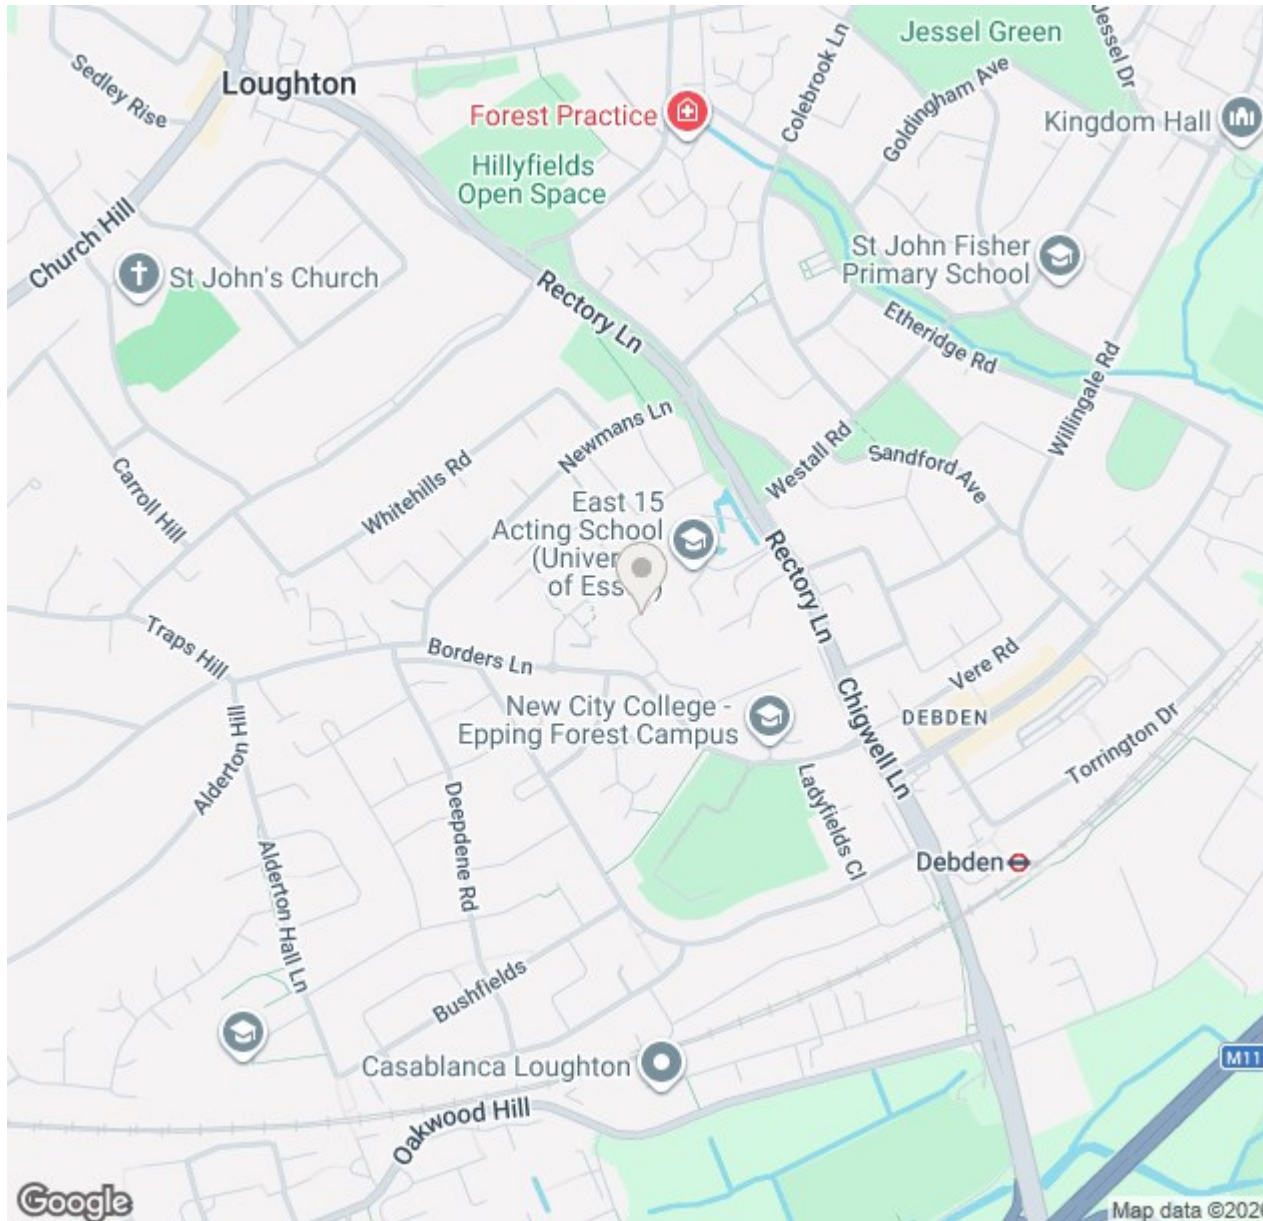 Jessel Green
Colebrook Ln
Jessel Dr
Sedley Rise
Loughton
Forest Practice
Goldingham Ave
Kingdom Hall
Hillyfields
Open Space
Church Hill
St John's Church
St John Fisher
Primary School
Rectory Ln
Etheridge Rd
Willingale Rd
Newmans Ln
Whitehills Rd
Westall Rd
Sandford Ave
Carroll Hill
East 15
Acting School
(Univer
of Ess
Rectory Ln
Traps Hill
Borders Ln
Vere Rd
Chigwell Ln
New City College -
Epping Forest Campus
DEBDEN
Alderton Hill
Torrington Dr
Deepdene Rd
Ladyfields Cl
Alderton Hall Ln
Debden
Bushfields
Casablanca Loughton
M11
Oakwood Hill
Google
Map data ©2026